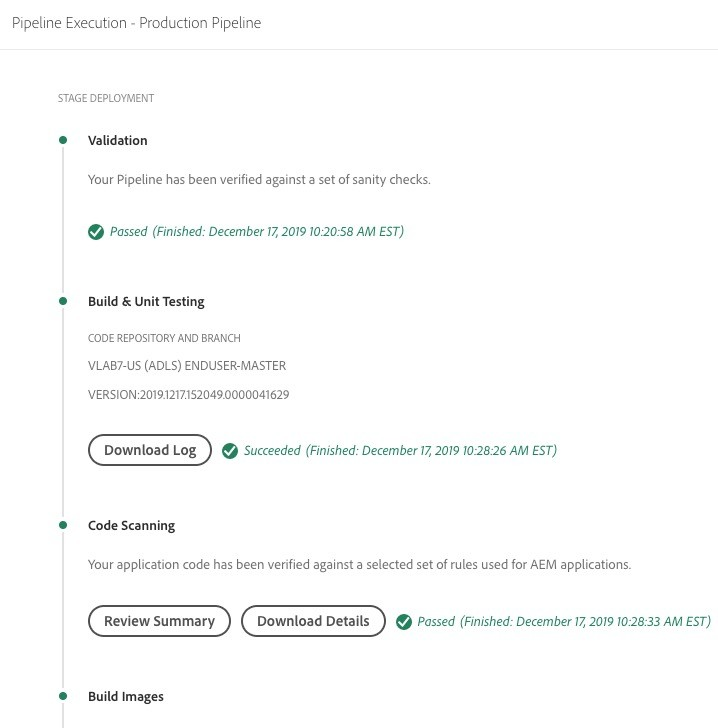 Pipeline Execution - Production Pipeline
STAGE DEPLOYMENT
Validation
Your Pipeline has been verified against a set of sanity checks.
Passed (Finished: December 17, 2019 10:20:58 AM EST)
Build & Unit Testing
CODE REPOSITORY AND BRANCH
VLAB7-US (ADLS) ENDUSER-MASTER
VERSION:2019.1217.152049.0000041629
Download Log Succeeded (Finished: December 17, 2019 10:28:26 AM EST)
Code Scanning
Your application code has been verified against a selected set of rules used for AEM applications.
Review Summary Download Details Passed (Finished: December 17, 2019 10:28:33 AM EST)
Build Images